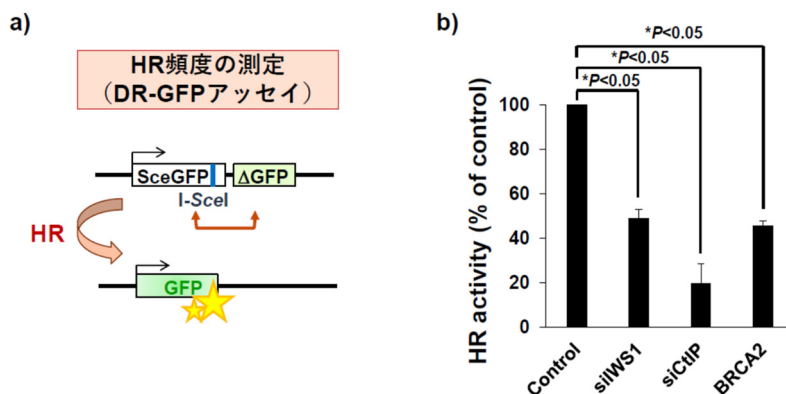 a)
HR頻度の測定
（DR-GFPアッセイ）
SceGFP
ΔGFP
I-SceI
HR
GFP
b)
*P<0.05
*P<0.05
*P<0.05
HR activity (% of control)
100
80
60
40
20
0
Control
siIWS1
siCtIP
BRCA2